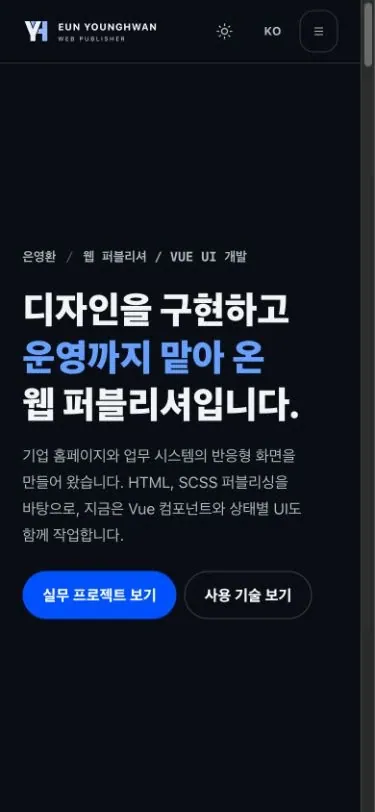 YH
EUN YOUNGHWAN
WEB PUBLISHER
KO
은영환 / 웹 퍼블리셔 / VUE UI 개발
디자인을 구현하고
운영까지 맡아 온
웹 퍼블리셔입니다.
기업 홈페이지와 업무 시스템의 반응형 화면을
만들어 왔습니다. HTML, SCSS 퍼블리싱을
바탕으로, 지금은 Vue 컴포넌트와 상태별 UI도
함께 작업합니다.
실무 프로젝트 보기
사용 기술 보기